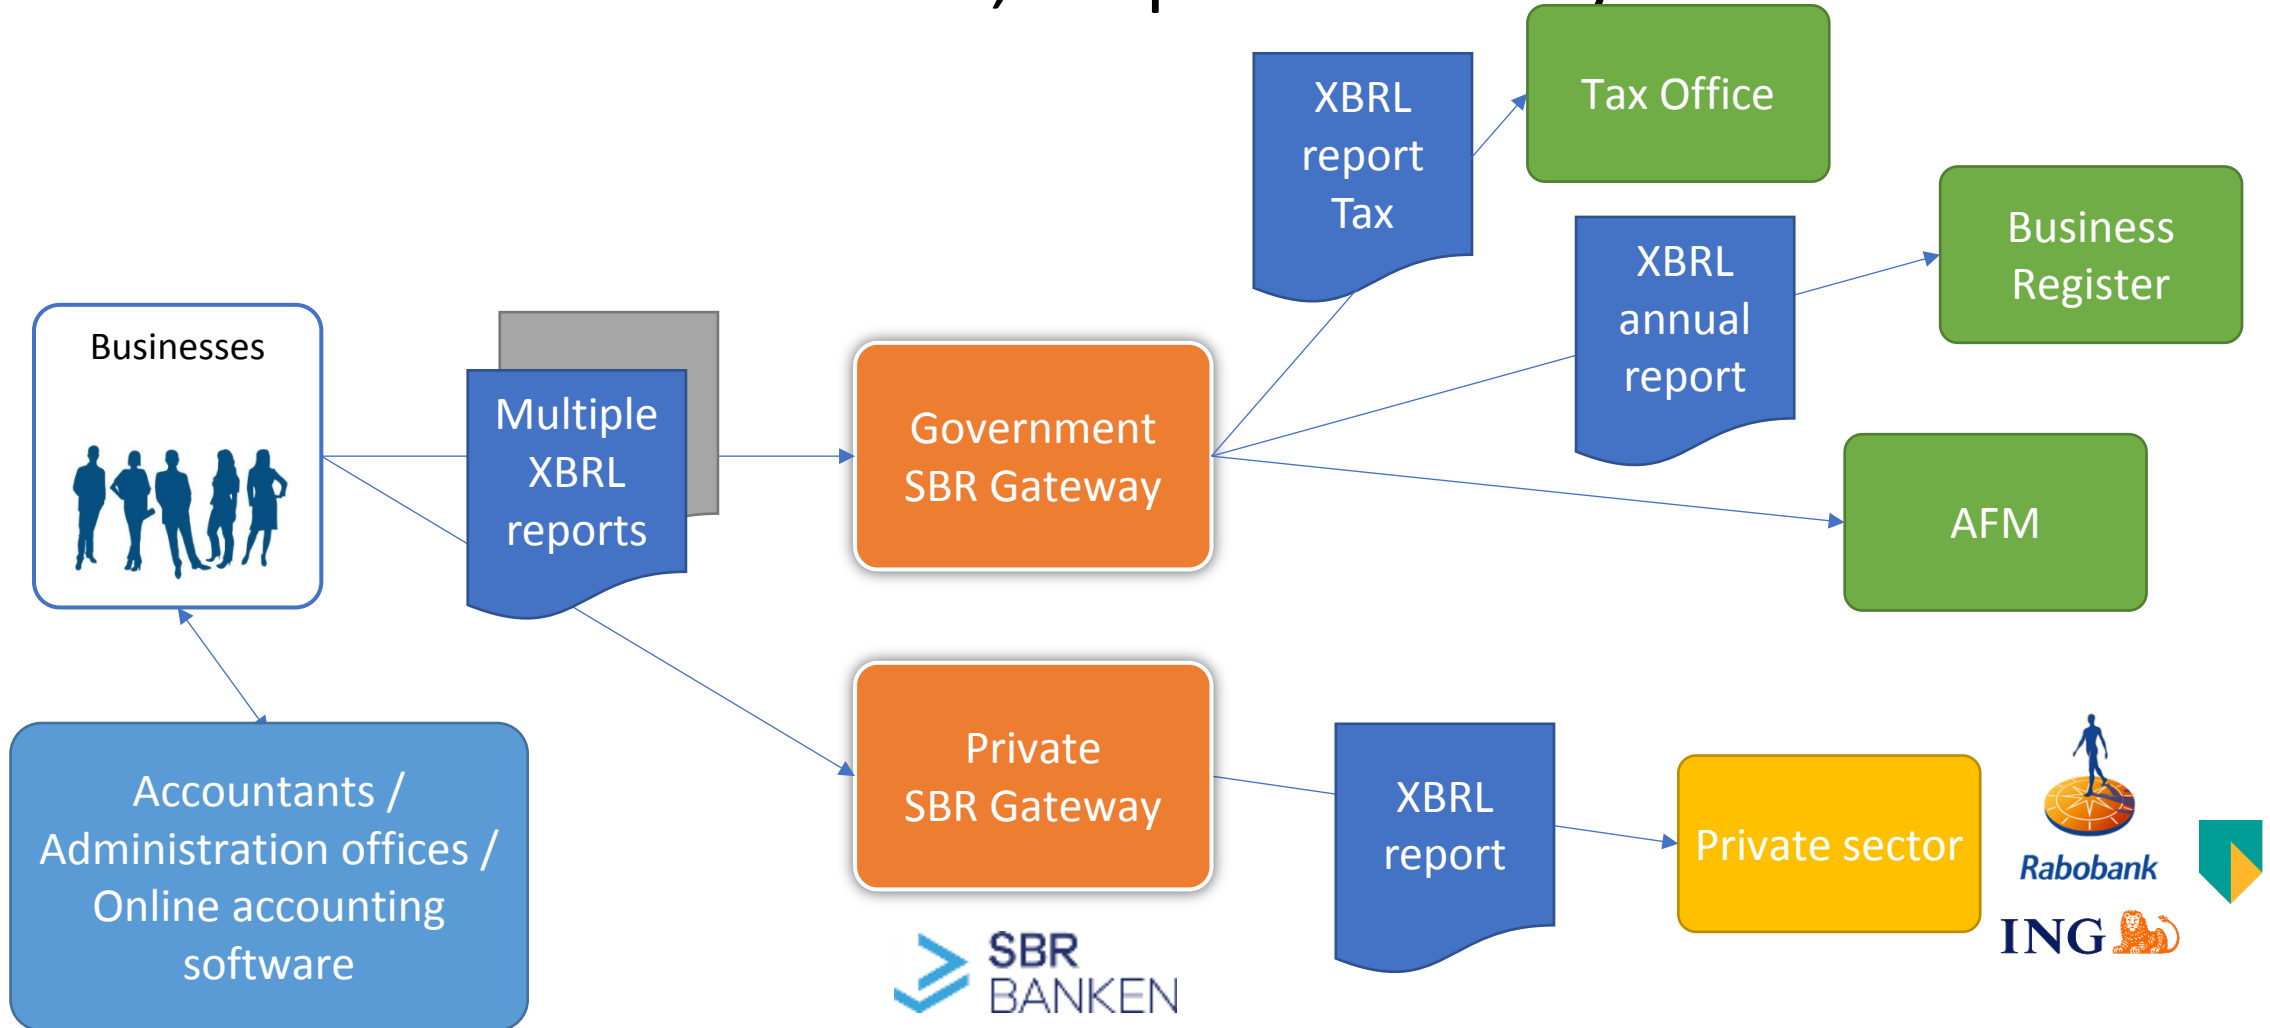 XBRL
report
Tax
Tax Office
Business
Register
XBRL
annual
report
Businesses
Multiple
XBRL
reports
Government
SBR Gateway
AFM
Accountants /
Administration offices /
Online accounting
software
Private
SBR Gateway
XBRL
report
Private sector
Rabobank
ING
SBR
BANKEN